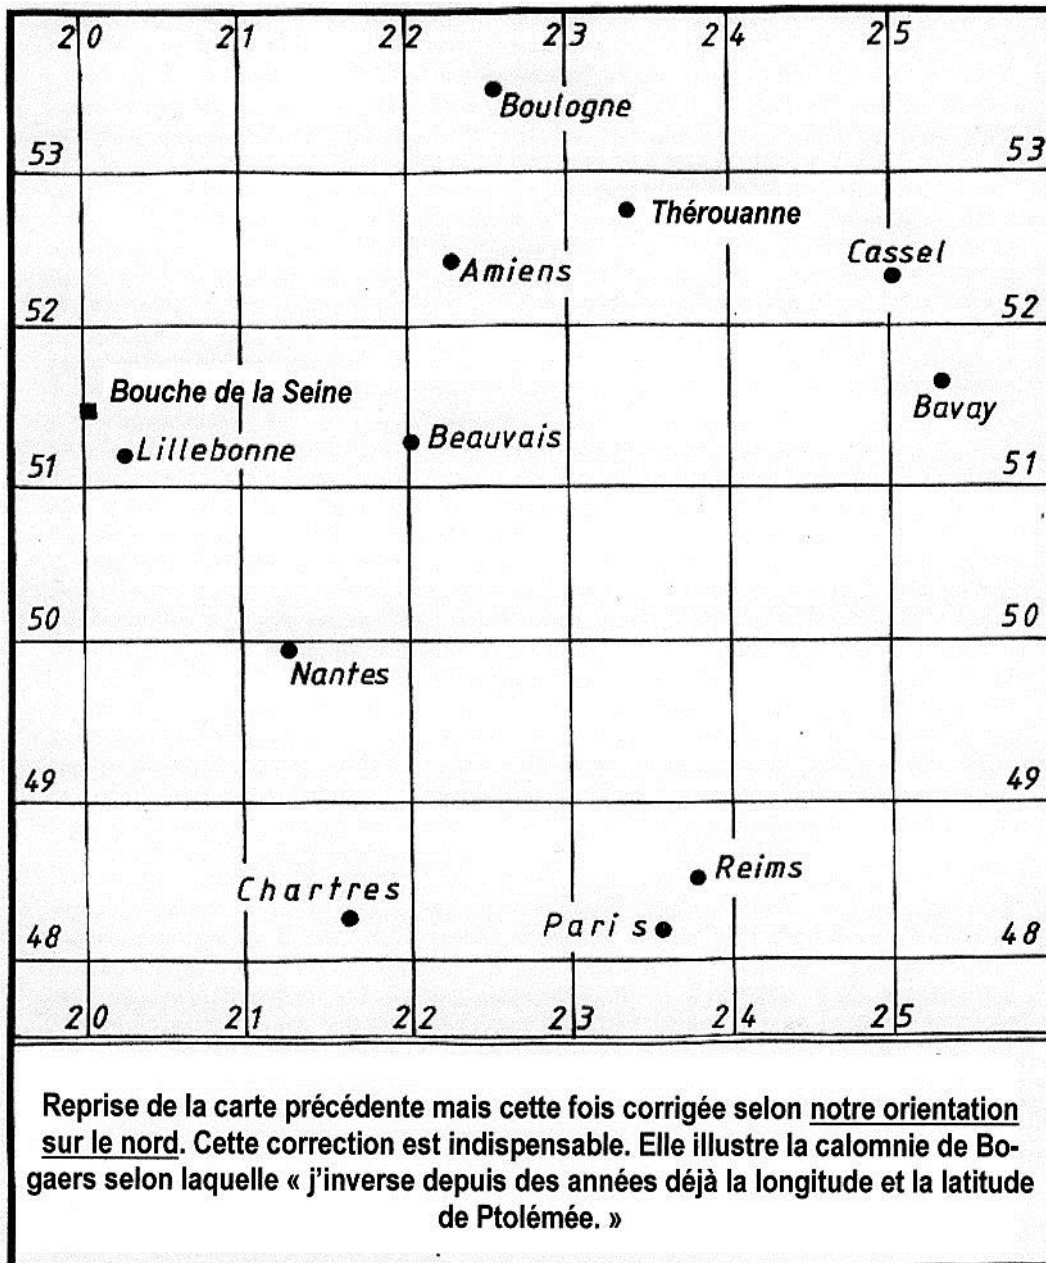 20 21 22 23 24 25
Boulogne
53 53
Thérouanne
Cassel
Amiens
52 52
Bouche de la Seine
Bavay
Beauvais
Lillebonne
51 51
50 50
Nantes
49 49
Reims
Chartres
Paris
48 48
20 21 22 23 24 25
Reprise de la carte précédente mais cette fois corrigée selon notre orientation
sur le nord. Cette correction est indispensable. Elle illustre la calomnie de Bo-
gaers selon laquelle « j’inverse depuis des années déjà la longitude et la latitude
de Ptolémée. »